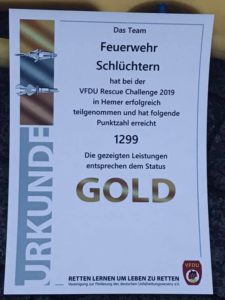 Das Team
Feuerwehr
Schlüchtern
hat bei der
VFDU Rescue Challenge 2019
in Hemer erfolgreich
teilgenommen und hat folgende
Punktzahl erreicht
1299
Die gezeigten Leistungen
entsprechen dem Status
GOLD
URKUNDE
VFDU
RETTEN LERNEN UM LEBEN ZU RETTEN
Vereinigung zur Förderung des deutschen Unfallrettungswesens e.V.